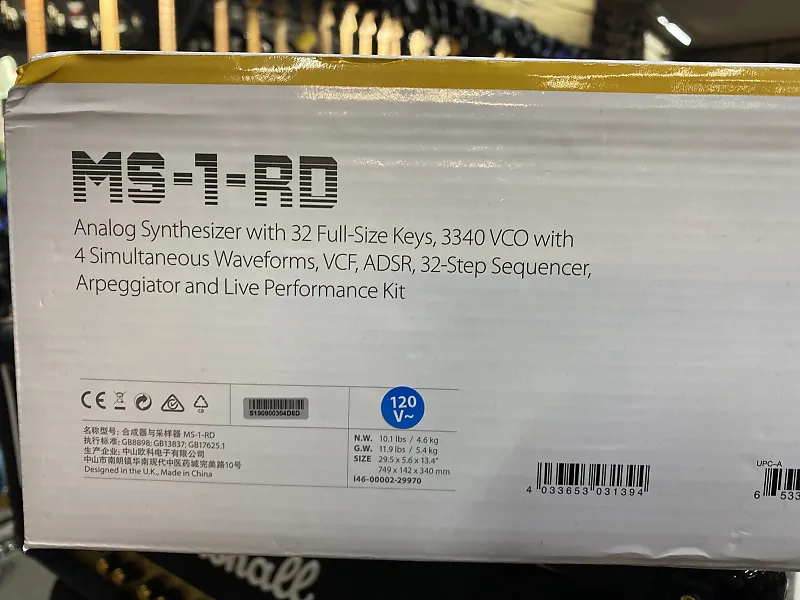 MS-1-RD
Analog Synthesizer with 32 Full-Size Keys, 3340 VCO with
4 Simultaneous Waveforms, VCF, ADSR, 32-Step Sequencer,
Arpeggiator and Live Performance Kit
CE
S190900304D8D
120
V~
名称型号: 合成器与采样器 MS-1-RD
执行标准: GB8898; GB13837; GB17625.1
生产企业: 中山欧科电子有限公司
中山市南朗镇华南现代中医药城完美路10号
Designed in the U.K., Made in China
N.W. 10.1 lbs / 4.6 kg
G.W. 11.9 lbs / 5.4 kg
SIZE 29.5 x 5.6 x 13.4"
749 x 142 x 340 mm
I46-00002-29970
4 033653 031394
UPC-A
6 533